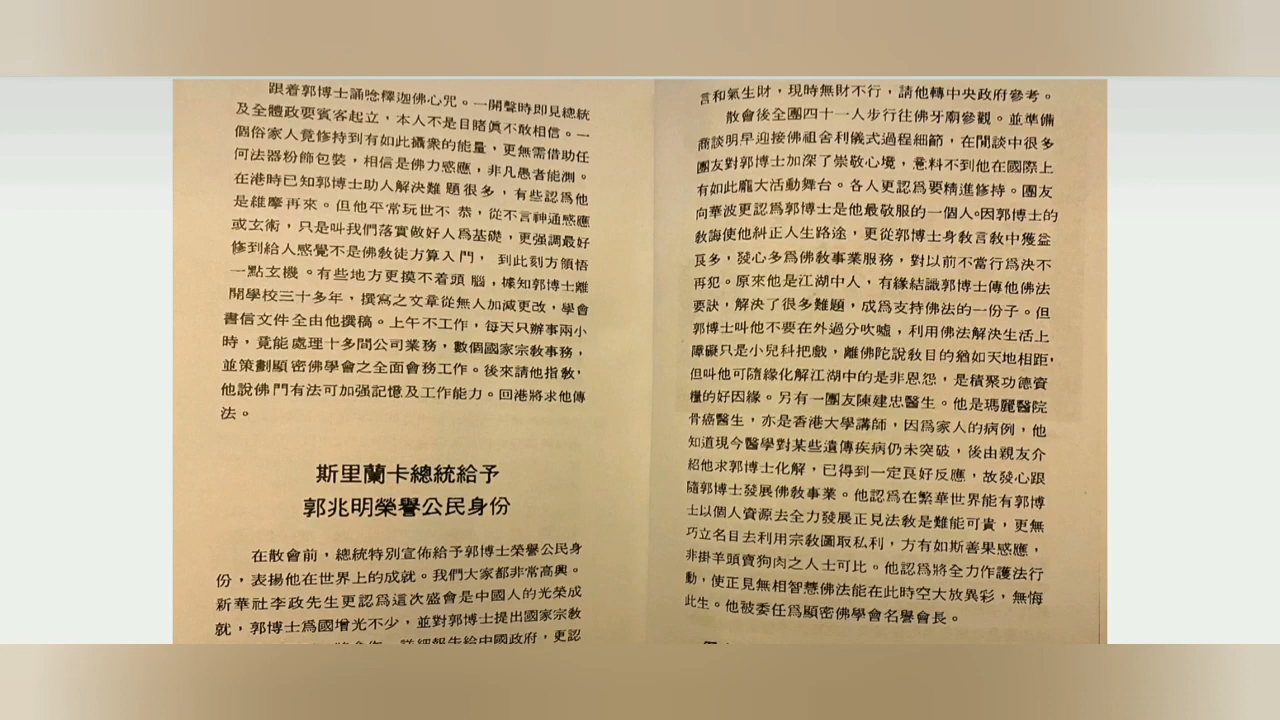 跟着郭博士誦唸釋迦佛心咒。一開聲時即見總統
及全體政要賓客起立，本人不是目睹眞不敢相信。一
個俗家人竟修持到有如此攝衆的能量，更無需借助任
何法器粉飾包裝，相信是佛力感應，非凡愚者能測。
在港時已知郭博士助人解決難題很多，有些認爲他
是維摩再來。但他平常玩世不恭，從不言神通感應
或玄術，只是叫我們落實做好人爲基礎，更强調最好
修到給人感覺不是佛教徒方算入門，到此刻方領悟
一點玄機。有些地方更摸不着頭腦，據知郭博士離
開學校三十多年，撰寫之文章從無人加減更改，學會
書信文件全由他撰稿。上午不工作，每天只辦事兩小
時，竟能處理十多間公司業務，數個國家宗教事務，
並策劃顯密佛學會之全面會務工作。後來請他指教，
他說佛門有法可加强記憶及工作能力。回港將求他傳
法。
斯里蘭卡總統給予
郭兆明榮譽公民身份
在散會前，總統特別宣佈給予郭博士榮譽公民身
份，表揚他在世界上的成就。我們大家都非常高興。
新華社李政先生更認爲這次盛會是中國人的光榮成
就，郭博士爲國增光不少，並對郭博士提出國家宗教
詳細報告給中國政府，更認
言和氣生財，現時無財不行，請他轉中央政府參考。
散會後全團四十一人步行往佛牙廟參觀。並準備
商談明早迎接佛祖舍利儀式過程細節，在閒談中很多
團友對郭博士加深了崇敬心境，意料不到他在國際上
有如此龐大活動舞台。各人更認爲要精進修持。團友
向華波更認爲郭博士是他最敬服的一個人。因郭博士的
教誨使他糾正人生路途，更從郭博士身教言教中獲益
良多，發心多爲佛教事業服務，對以前不當行爲決不
再犯。原來他是江湖中人，有緣結識郭博士傳他佛法
要訣，解決了很多難題，成爲支持佛法的一份子。但
郭博士叫他不要在外過分吹噓，利用佛法解決生活上
障礙只是小兒科把戲，離佛陀說教目的猶如天地相距，
但叫他可隨緣化解江湖中的是非恩怨，是積聚功德資
糧的好因緣。另有一團友陳建忠醫生。他是瑪麗醫院
骨癌醫生，亦是香港大學講師，因爲家人的病例，他
知道現今醫學對某些遺傳疾病仍未突破，後由親友介
紹他求郭博士化解，已得到一定良好反應，故發心跟
隨郭博士發展佛教事業。他認爲在繁華世界能有郭博
士以個人資源去全力發展正見法教是難能可貴，更無
巧立名目去利用宗教圖取私利，方有如斯善果感應，
非掛羊頭賣狗肉之人士可比。他認爲將全力作護法行
動，使正見無相智慧佛法能在此時空大放異彩，無悔
此生。他被委任爲顯密佛學會名譽會長。